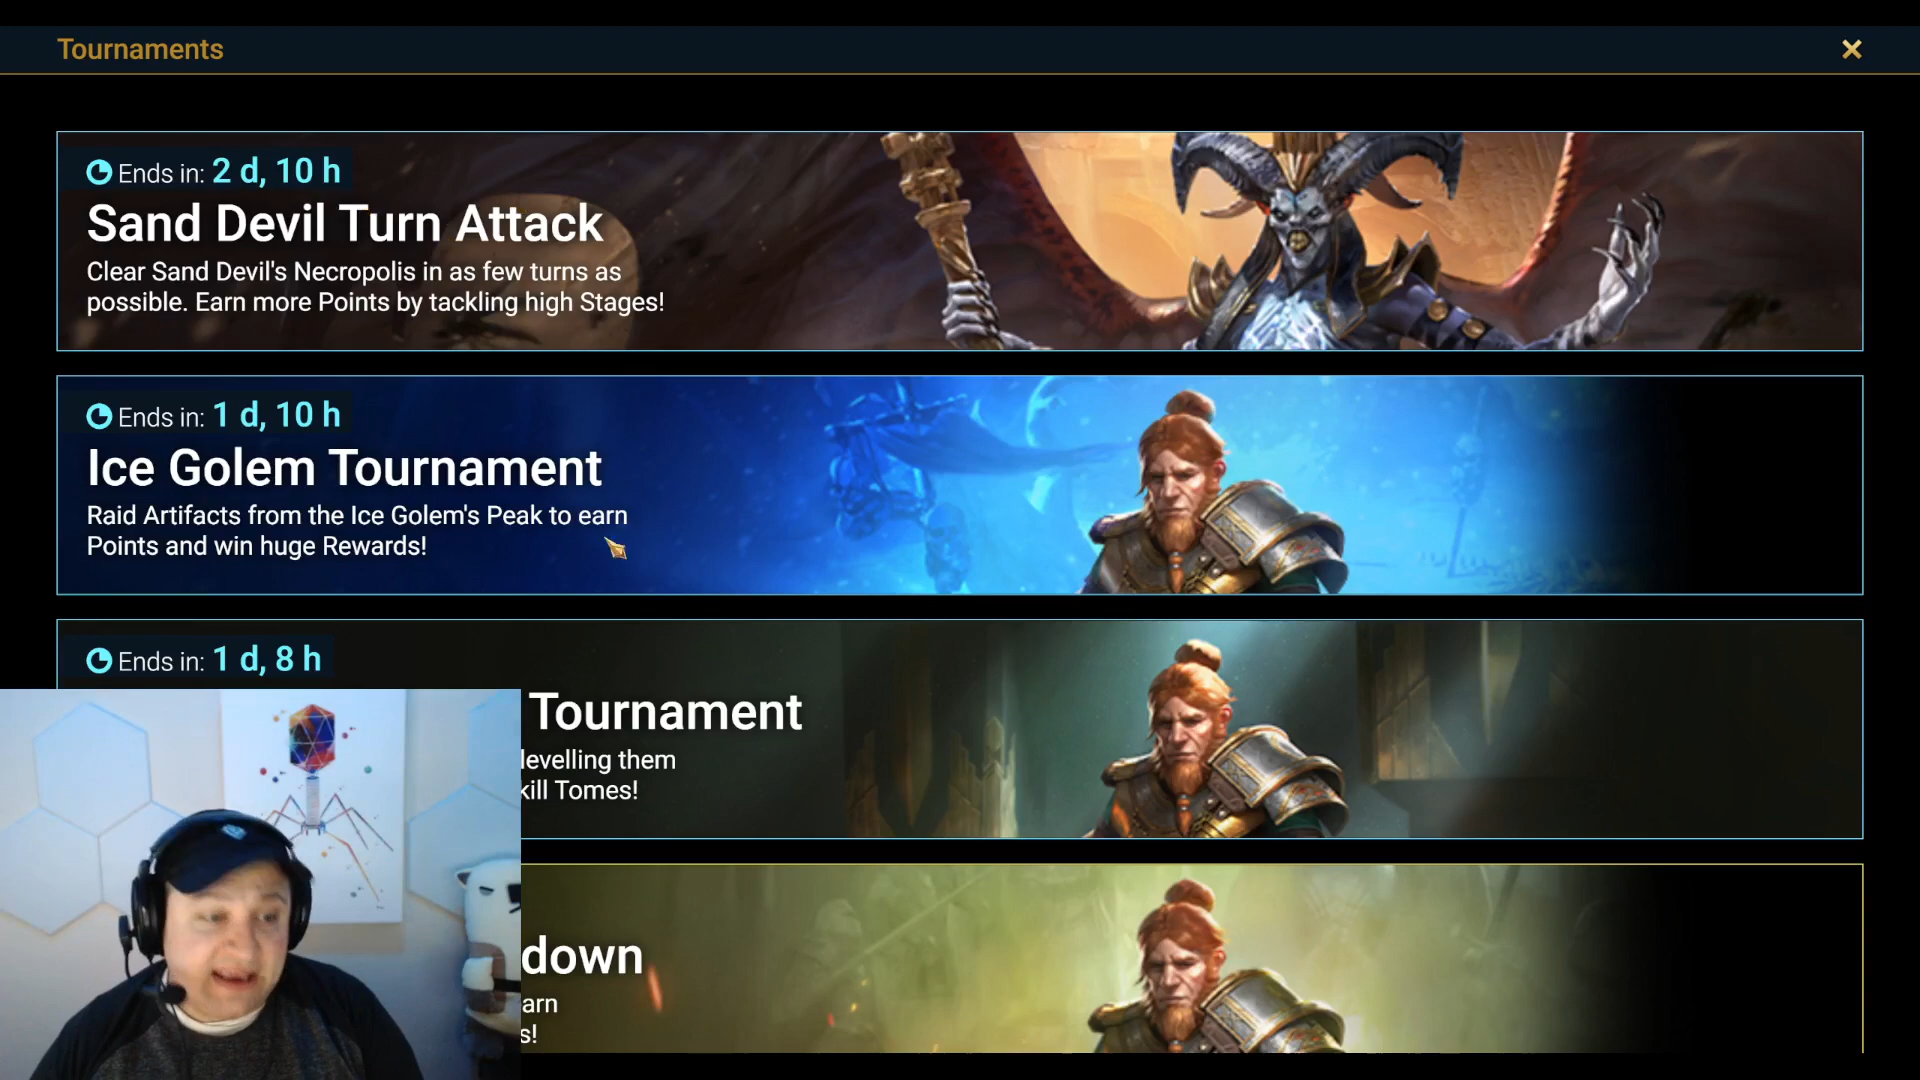 Tournaments
Ends in: 2 d, 10 h
Sand Devil Turn Attack
Clear Sand Devil's Necropolis in as few turns as
possible. Earn more Points by tackling high Stages!
Ends in: 1 d, 10 h
Ice Golem Tournament
Raid Artifacts from the Ice Golem's Peak to earn
Points and win huge Rewards!
Ends in: 1 d, 8 h
Tournament
levelling them
kill Tomes!
down
arn
s!